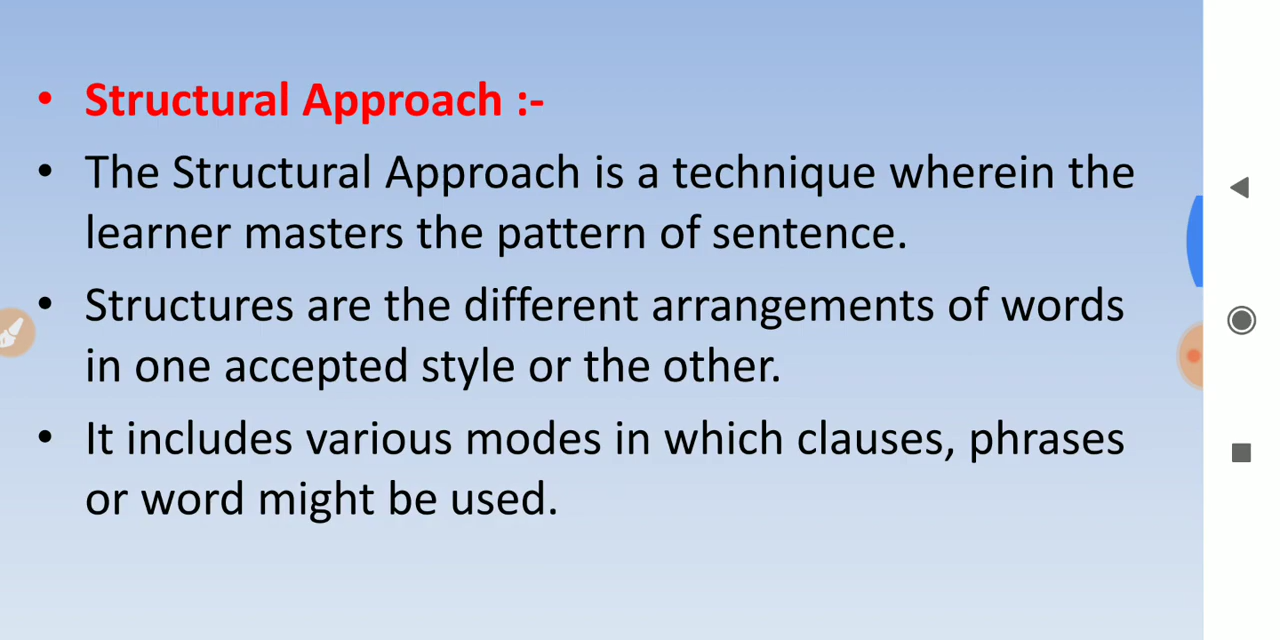 • Structural Approach :-
• The Structural Approach is a technique wherein the
learner masters the pattern of sentence.
• Structures are the different arrangements of words
in one accepted style or the other.
• It includes various modes in which clauses, phrases
or word might be used.